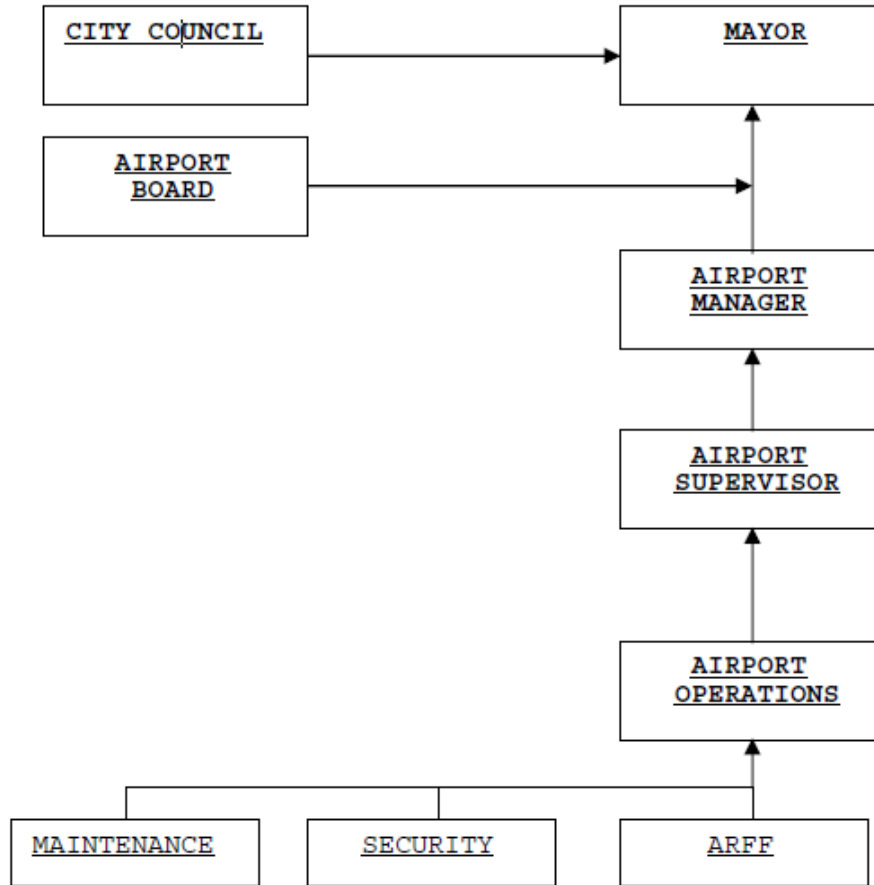 CITY COUNCIL
MAYOR
AIRPORT
BOARD
AIRPORT
MANAGER
AIRPORT
SUPERVISOR
AIRPORT
OPERATIONS
MAINTENANCE
SECURITY
ARFF